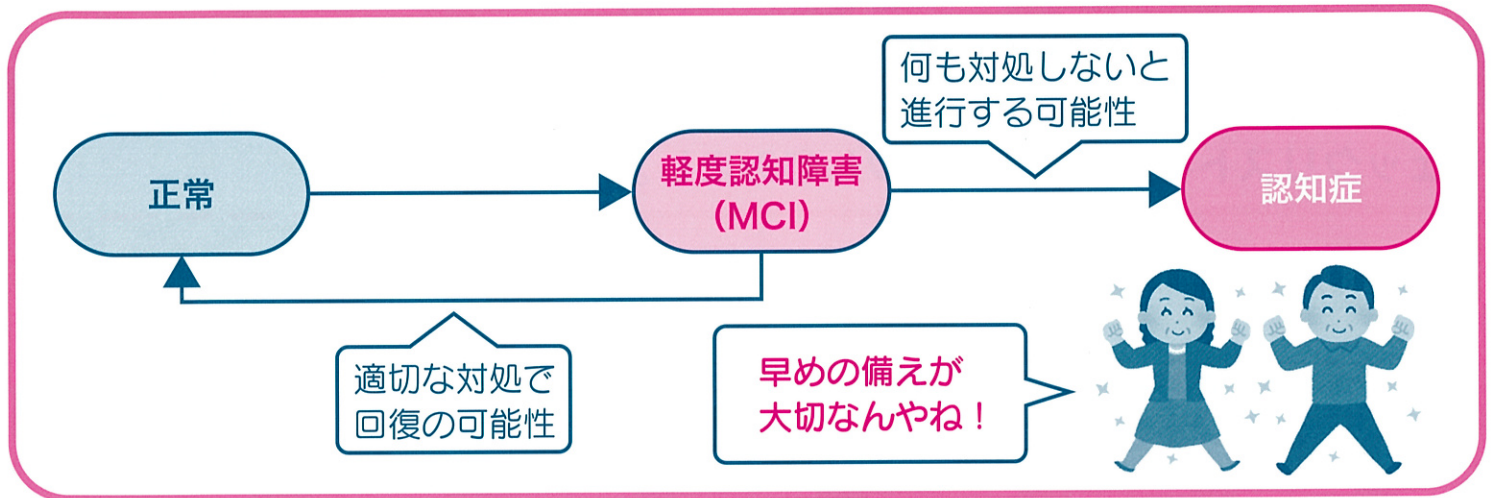 何も対処しないと
進行する可能性
正常
軽度認知障害
(MCI)
認知症
適切な対処で
回復の可能性
早めの備えが
大切なんやね！